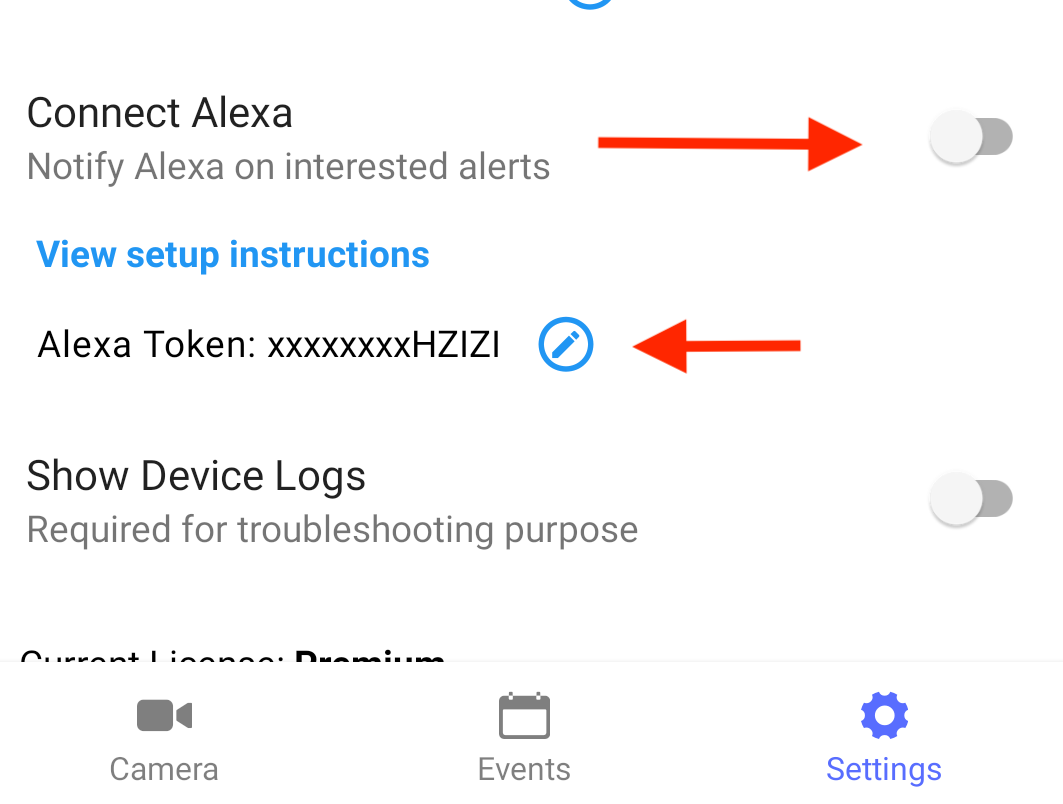 Connect Alexa
Notify Alexa on interested alerts
View setup instructions
Alexa Token: xxxxxxxxHZIZI
Show Device Logs
Required for troubleshooting purpose
Current License: Premium
Camera
Events
Settings